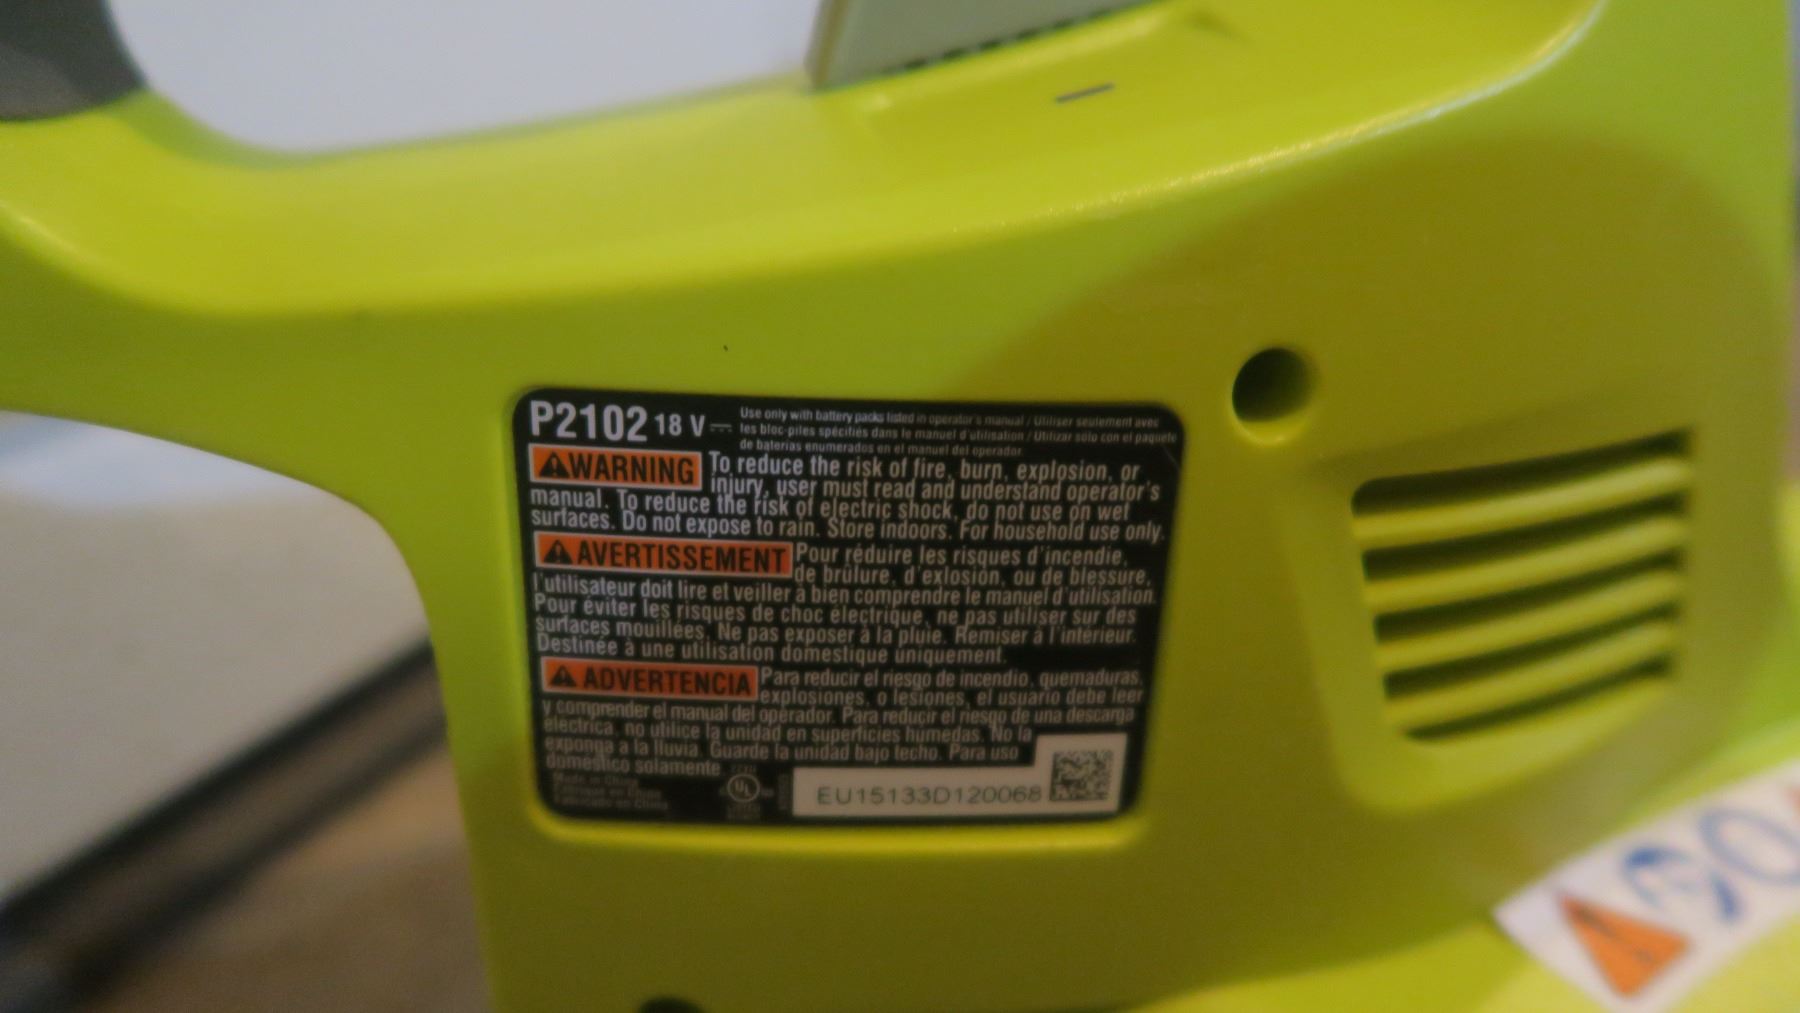 P2102 18 V Use only with battery packs listed in operator's manual / Utiliser seulement avec
les bloc-piles spécifiés dans le manuel d'utilisation / Utilizar sólo con el paquete
de baterías enumerados en el manuel del operador
WARNING To reduce the risk of fire, burn, explosion, or
injury, user must read and understand operator's
manual. To reduce the risk of electric shock, do not use on wet
surfaces. Do not expose to rain. Store indoors. For household use only.
AVERTISSEMENT Pour réduire les risques d'incendie,
de brûlure, d'exlosion, ou de blessure,
l'utilisateur doit lire et veiller à bien comprendre le manuel d'utilisation.
Pour éviter les risques de choc électrique, ne pas utiliser sur des
surfaces mouillées. Ne pas exposer à la pluie. Remiser à l'intérieur.
Destinée à une utilisation domestique uniquement.
ADVERTENCIA Para reducir el riesgo de incendio, quemaduras,
explosiones, o lesiones, el usuario debe leer
y comprender el manual del operador. Para reducir el riesgo de una descarga
eléctrica, no utilice la unidad en superficies húmedas. No la
exponga a la lluvia. Guarde la unidad bajo techo. Para uso
doméstico solamente.
Made in China
Fabriqué en Chine
Fabricado en China
UL
EU15133D120068